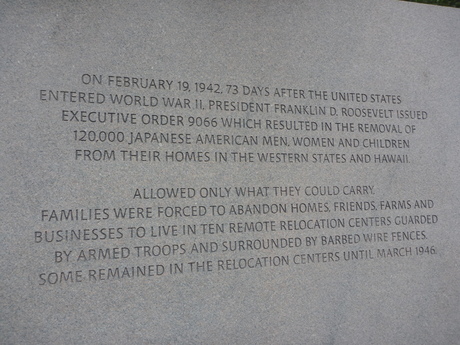 ON FEBRUARY 19, 1942, 73 DAYS AFTER THE UNITED STATES
ENTERED WORLD WAR II, PRESIDENT FRANKLIN D. ROOSEVELT ISSUED
EXECUTIVE ORDER 9066 WHICH RESULTED IN THE REMOVAL OF
120,000 JAPANESE AMERICAN MEN, WOMEN AND CHILDREN
FROM THEIR HOMES IN THE WESTERN STATES AND HAWAII.
ALLOWED ONLY WHAT THEY COULD CARRY,
FAMILIES WERE FORCED TO ABANDON HOMES, FRIENDS, FARMS AND
BUSINESSES TO LIVE IN TEN REMOTE RELOCATION CENTERS GUARDED
BY ARMED TROOPS AND SURROUNDED BY BARBED WIRE FENCES.
SOME REMAINED IN THE RELOCATION CENTERS UNTIL MARCH 1946.